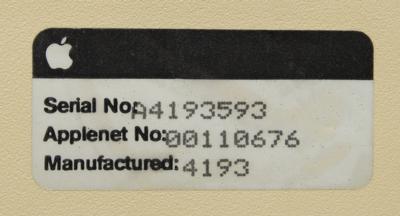 Serial No: A4193593
Applenet No: 00110676
Manufactured: 4193